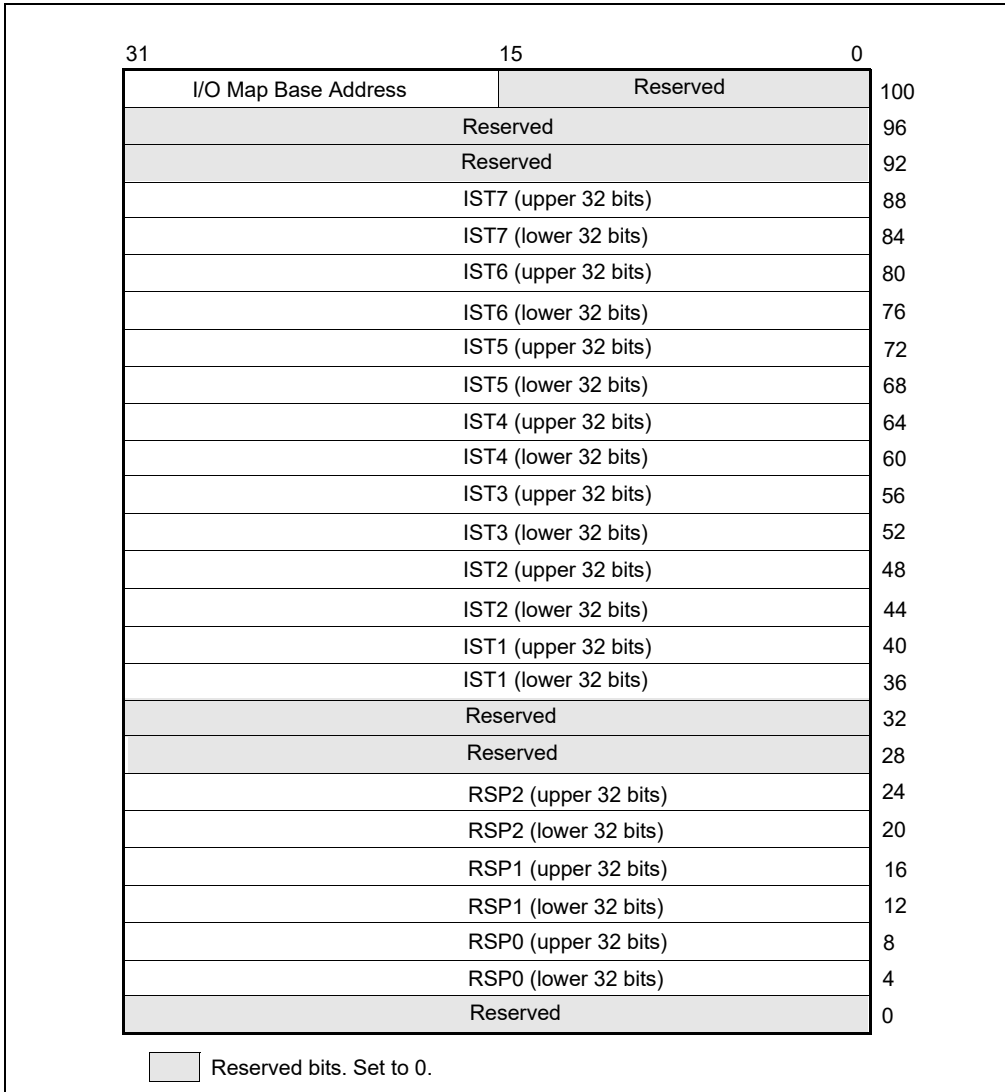 31 15 0
I/O Map Base Address Reserved 100
Reserved 96
Reserved 92
IST7 (upper 32 bits) 88
IST7 (lower 32 bits) 84
IST6 (upper 32 bits) 80
IST6 (lower 32 bits) 76
IST5 (upper 32 bits) 72
IST5 (lower 32 bits) 68
IST4 (upper 32 bits) 64
IST4 (lower 32 bits) 60
IST3 (upper 32 bits) 56
IST3 (lower 32 bits) 52
IST2 (upper 32 bits) 48
IST2 (lower 32 bits) 44
IST1 (upper 32 bits) 40
IST1 (lower 32 bits) 36
Reserved 32
Reserved 28
RSP2 (upper 32 bits) 24
RSP2 (lower 32 bits) 20
RSP1 (upper 32 bits) 16
RSP1 (lower 32 bits) 12
RSP0 (upper 32 bits) 8
RSP0 (lower 32 bits) 4
Reserved 0
Reserved bits. Set to 0.